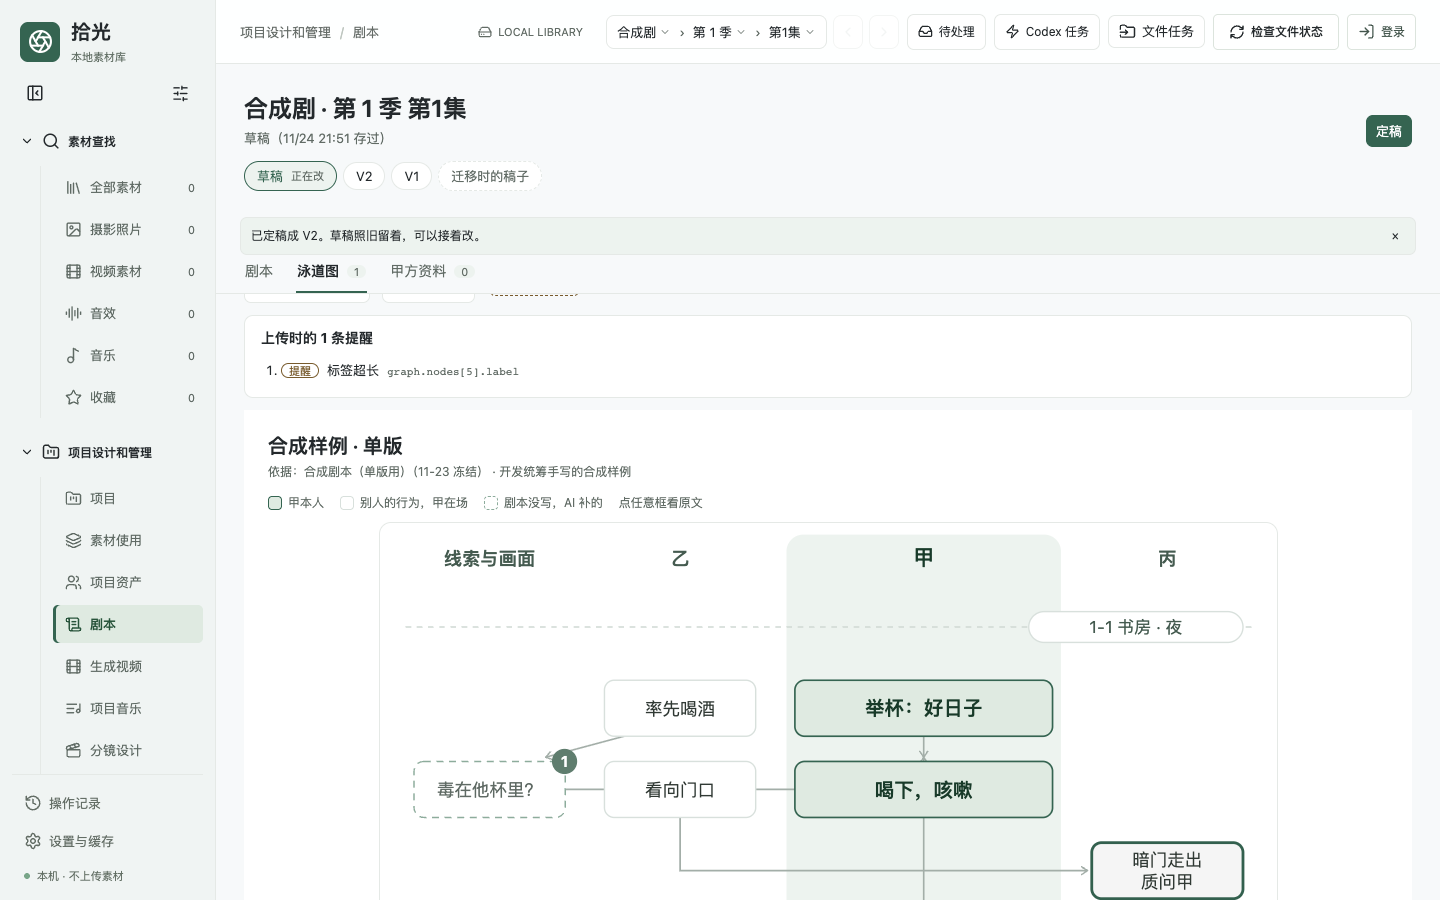 拾光
本地素材库
素材查找
全部素材 0
摄影照片 0
视频素材 0
音效 0
音乐 0
收藏 0
项目设计和管理
项目
素材使用
项目资产
剧本
生成视频
项目音乐
分镜设计
操作记录
设置与缓存
本机 · 不上传素材
项目设计和管理 / 剧本
LOCAL LIBRARY
合成剧 › 第 1 季 › 第1集
待处理
Codex 任务
文件任务
检查文件状态
登录
合成剧 · 第 1 季 第1集
草稿（11/24 21:51 存过）
定稿
草稿 正在改 V2 V1 迁移时的稿子
已定稿成 V2。草稿照旧留着，可以接着改。 ×
剧本 泳道图 1 甲方资料 0
上传时的 1 条提醒
1. 提醒 标签超长 graph.nodes[5].label
合成样例 · 单版
依据：合成剧本（单版用）（11-23 冻结） · 开发统筹手写的合成样例
甲本人 别人的行为，甲在场 剧本没写，AI 补的 点任意框看原文
线索与画面 乙 甲 丙
1-1 书房 · 夜
率先喝酒 举杯：好日子
1
毒在他杯里? 看向门口 喝下，咳嗽
暗门走出
质问甲